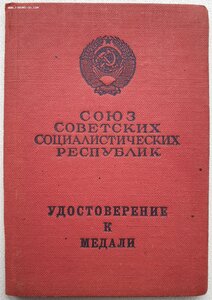 СОЮЗ
СОВЕТСКИХ
СОЦИАЛИСТИЧЕСКИХ
РЕСПУБЛИК
УДОСТОВЕРЕНИЕ
К
МЕДАЛИ